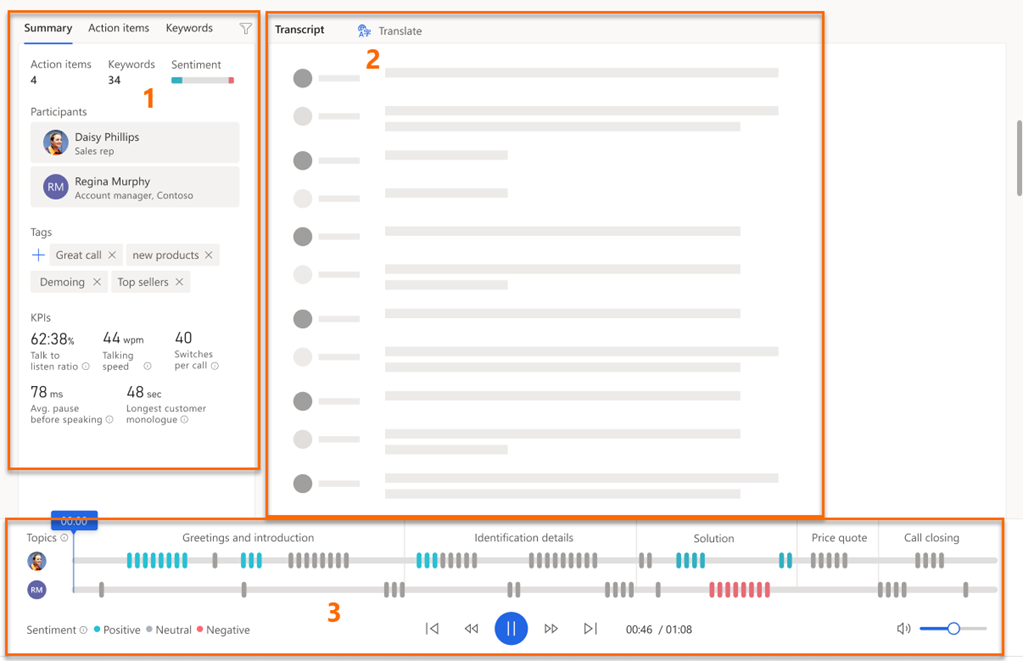 Summary Action items Keywords
Action items Keywords Sentiment
4 34
1
Participants
Daisy Phillips
Sales rep
RM Regina Murphy
Account manager, Contoso
Tags
Great call new products
Demoing Top sellers
KPIs
62:38% 44 wpm 40
Talk to listen ratio
Talking speed
Switches per call
78 ms 48 sec
Avg. pause before speaking
Longest customer monologue
Transcript Translate
2
00:00
Topics Greetings and introduction Identification details Solution Price quote Call closing
RM
3
Sentiment Positive Neutral Negative
00:46 / 01:08